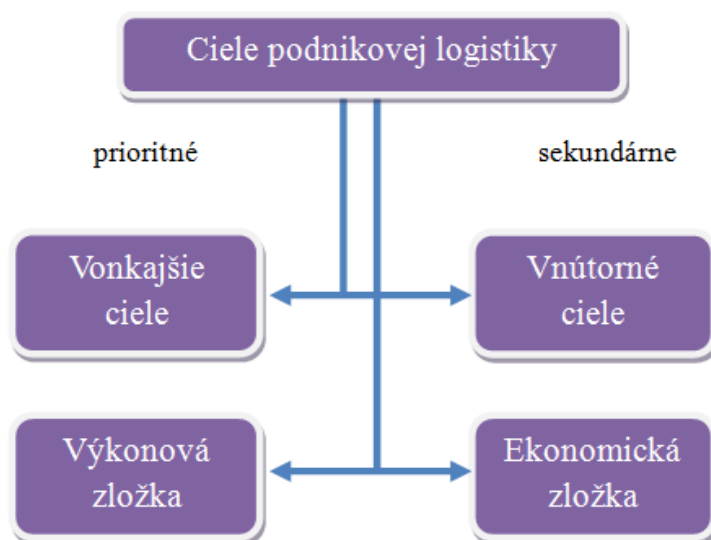 Ciele podnikovej logistiky
prioritné
sekundárne
Vonkajšie
ciele
Vnútorné
ciele
Výkonová
zložka
Ekonomická
zložka